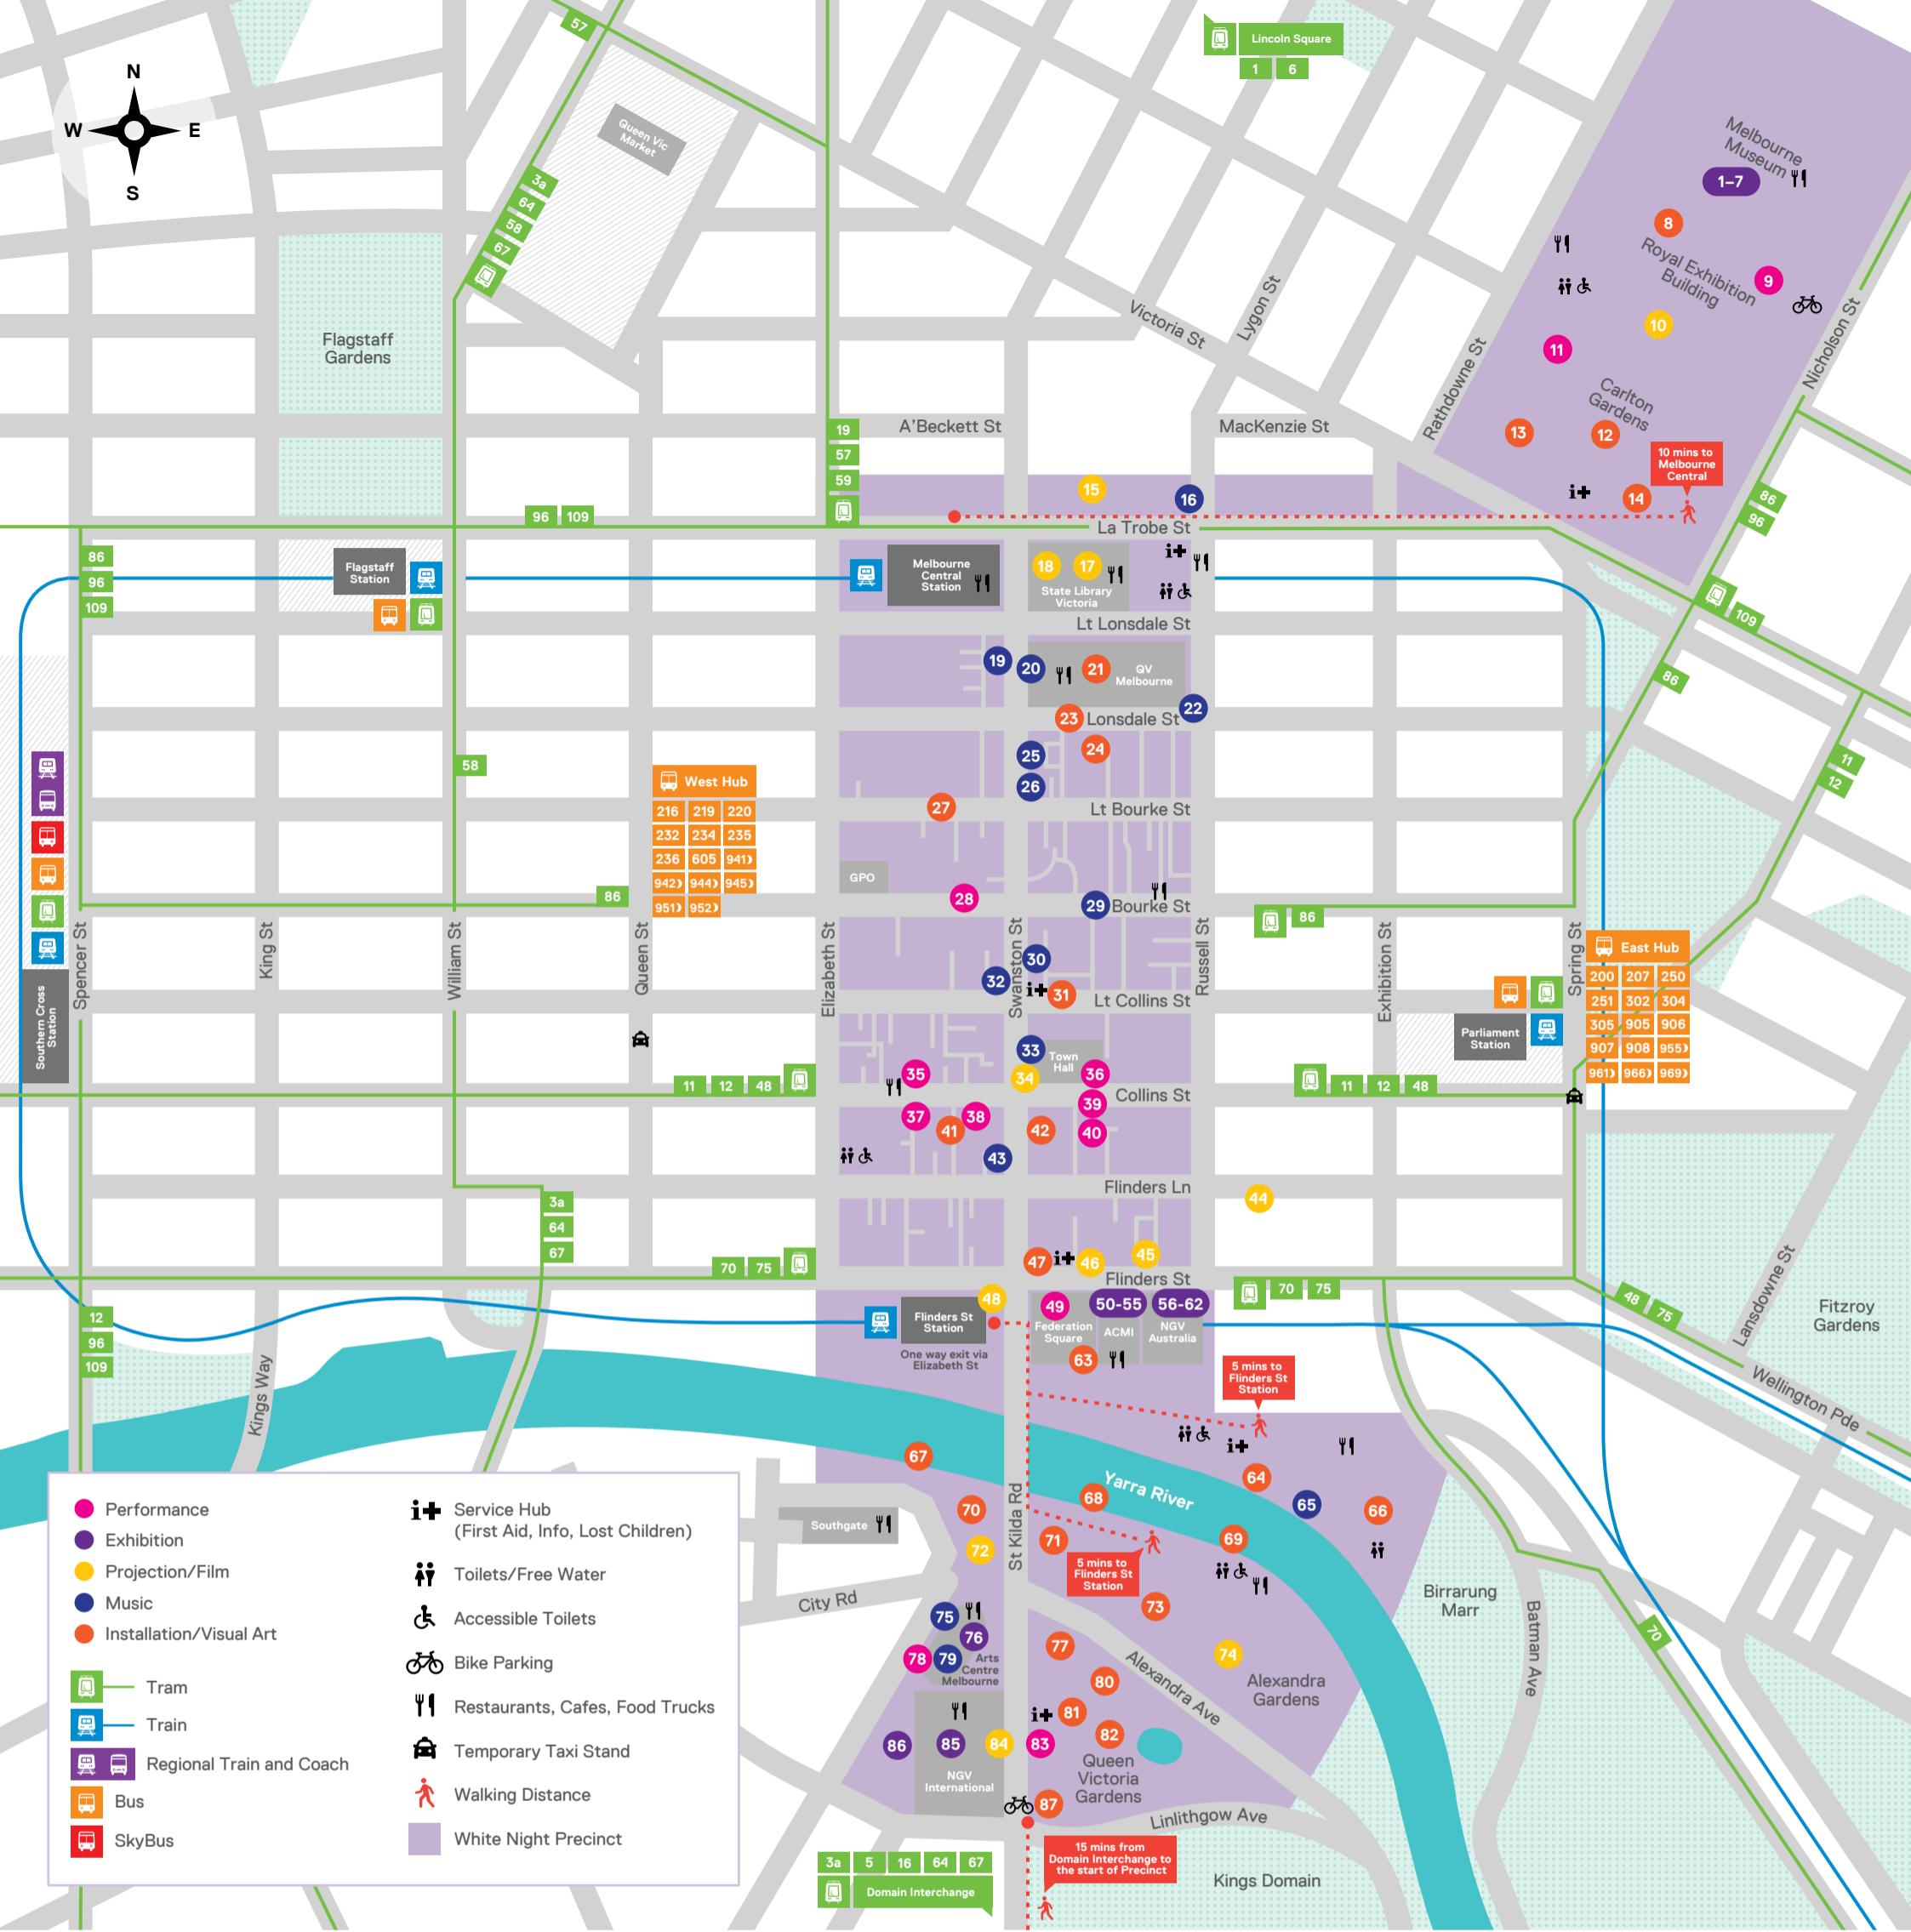 57
Lincoln Square
1 6
N
W E
S
Queen Vic
Market
Melbourne
Museum
1–7
3a
64
58
67
8
Royal Exhibition
Building
9
10
11
Flagstaff
Gardens
Victoria St
Lygon St
Rathdowne St
Nicholson St
Carlton
Gardens
12
13
14
10 mins to
Melbourne
Central
19
57
59
A'Beckett St
MacKenzie St
15
16
96 109
La Trobe St
86
96
86
96
109
Flagstaff
Station
Melbourne
Central
Station
18
17
State Library
Victoria
109
Lt Lonsdale St
19
20
21
QV
Melbourne
86
22
23
Lonsdale St
24
25
26
58
11
12
West Hub
216 219 220
232 234 235
236 605 941
942 944 945
951 952
27
Lt Bourke St
GPO
86
28
29
Bourke St
86
Spencer St
King St
William St
Queen St
Elizabeth St
Swanston St
Russell St
Exhibition St
Spring St
East Hub
200 207 250
251 302 304
305 905 906
907 908 955
961 966 969
30
32
31
Lt Collins St
Southern Cross
Station
Parliament
Station
33
Town
Hall
34
35
36
11 12 48
Collins St
11 12 48
39
37
38
41
42
40
43
Flinders Ln
44
3a
64
67
47
46
45
70 75
Flinders St
70 75
48
75
Lansdowne St
Fitzroy
Gardens
12
96
109
48
Flinders St
Station
One way exit via
Elizabeth St
49
50-55
56-62
Federation
Square
ACMI
NGV
Australia
63
5 mins to
Flinders St
Station
Wellington Pde
Kings Way
67
64
65
66
68
Yarra River
69
70
71
72
Southgate
St Kilda Rd
5 mins to
Flinders St
Station
73
City Rd
Birrarung
Marr
Batman Ave
70
75
76
77
78
79
Arts
Centre
Melbourne
74
Alexandra
Gardens
Alexandra Ave
80
81
82
83
84
85
86
NGV
International
Queen
Victoria
Gardens
87
Linlithgow Ave
15 mins from
Domain Interchange to
the start of Precinct
3a 5 16 64 67
Domain Interchange
Kings Domain
Performance
Exhibition
Projection/Film
Music
Installation/Visual Art
Tram
Train
Regional Train and Coach
Bus
SkyBus
Service Hub
(First Aid, Info, Lost Children)
Toilets/Free Water
Accessible Toilets
Bike Parking
Restaurants, Cafes, Food Trucks
Temporary Taxi Stand
Walking Distance
White Night Precinct